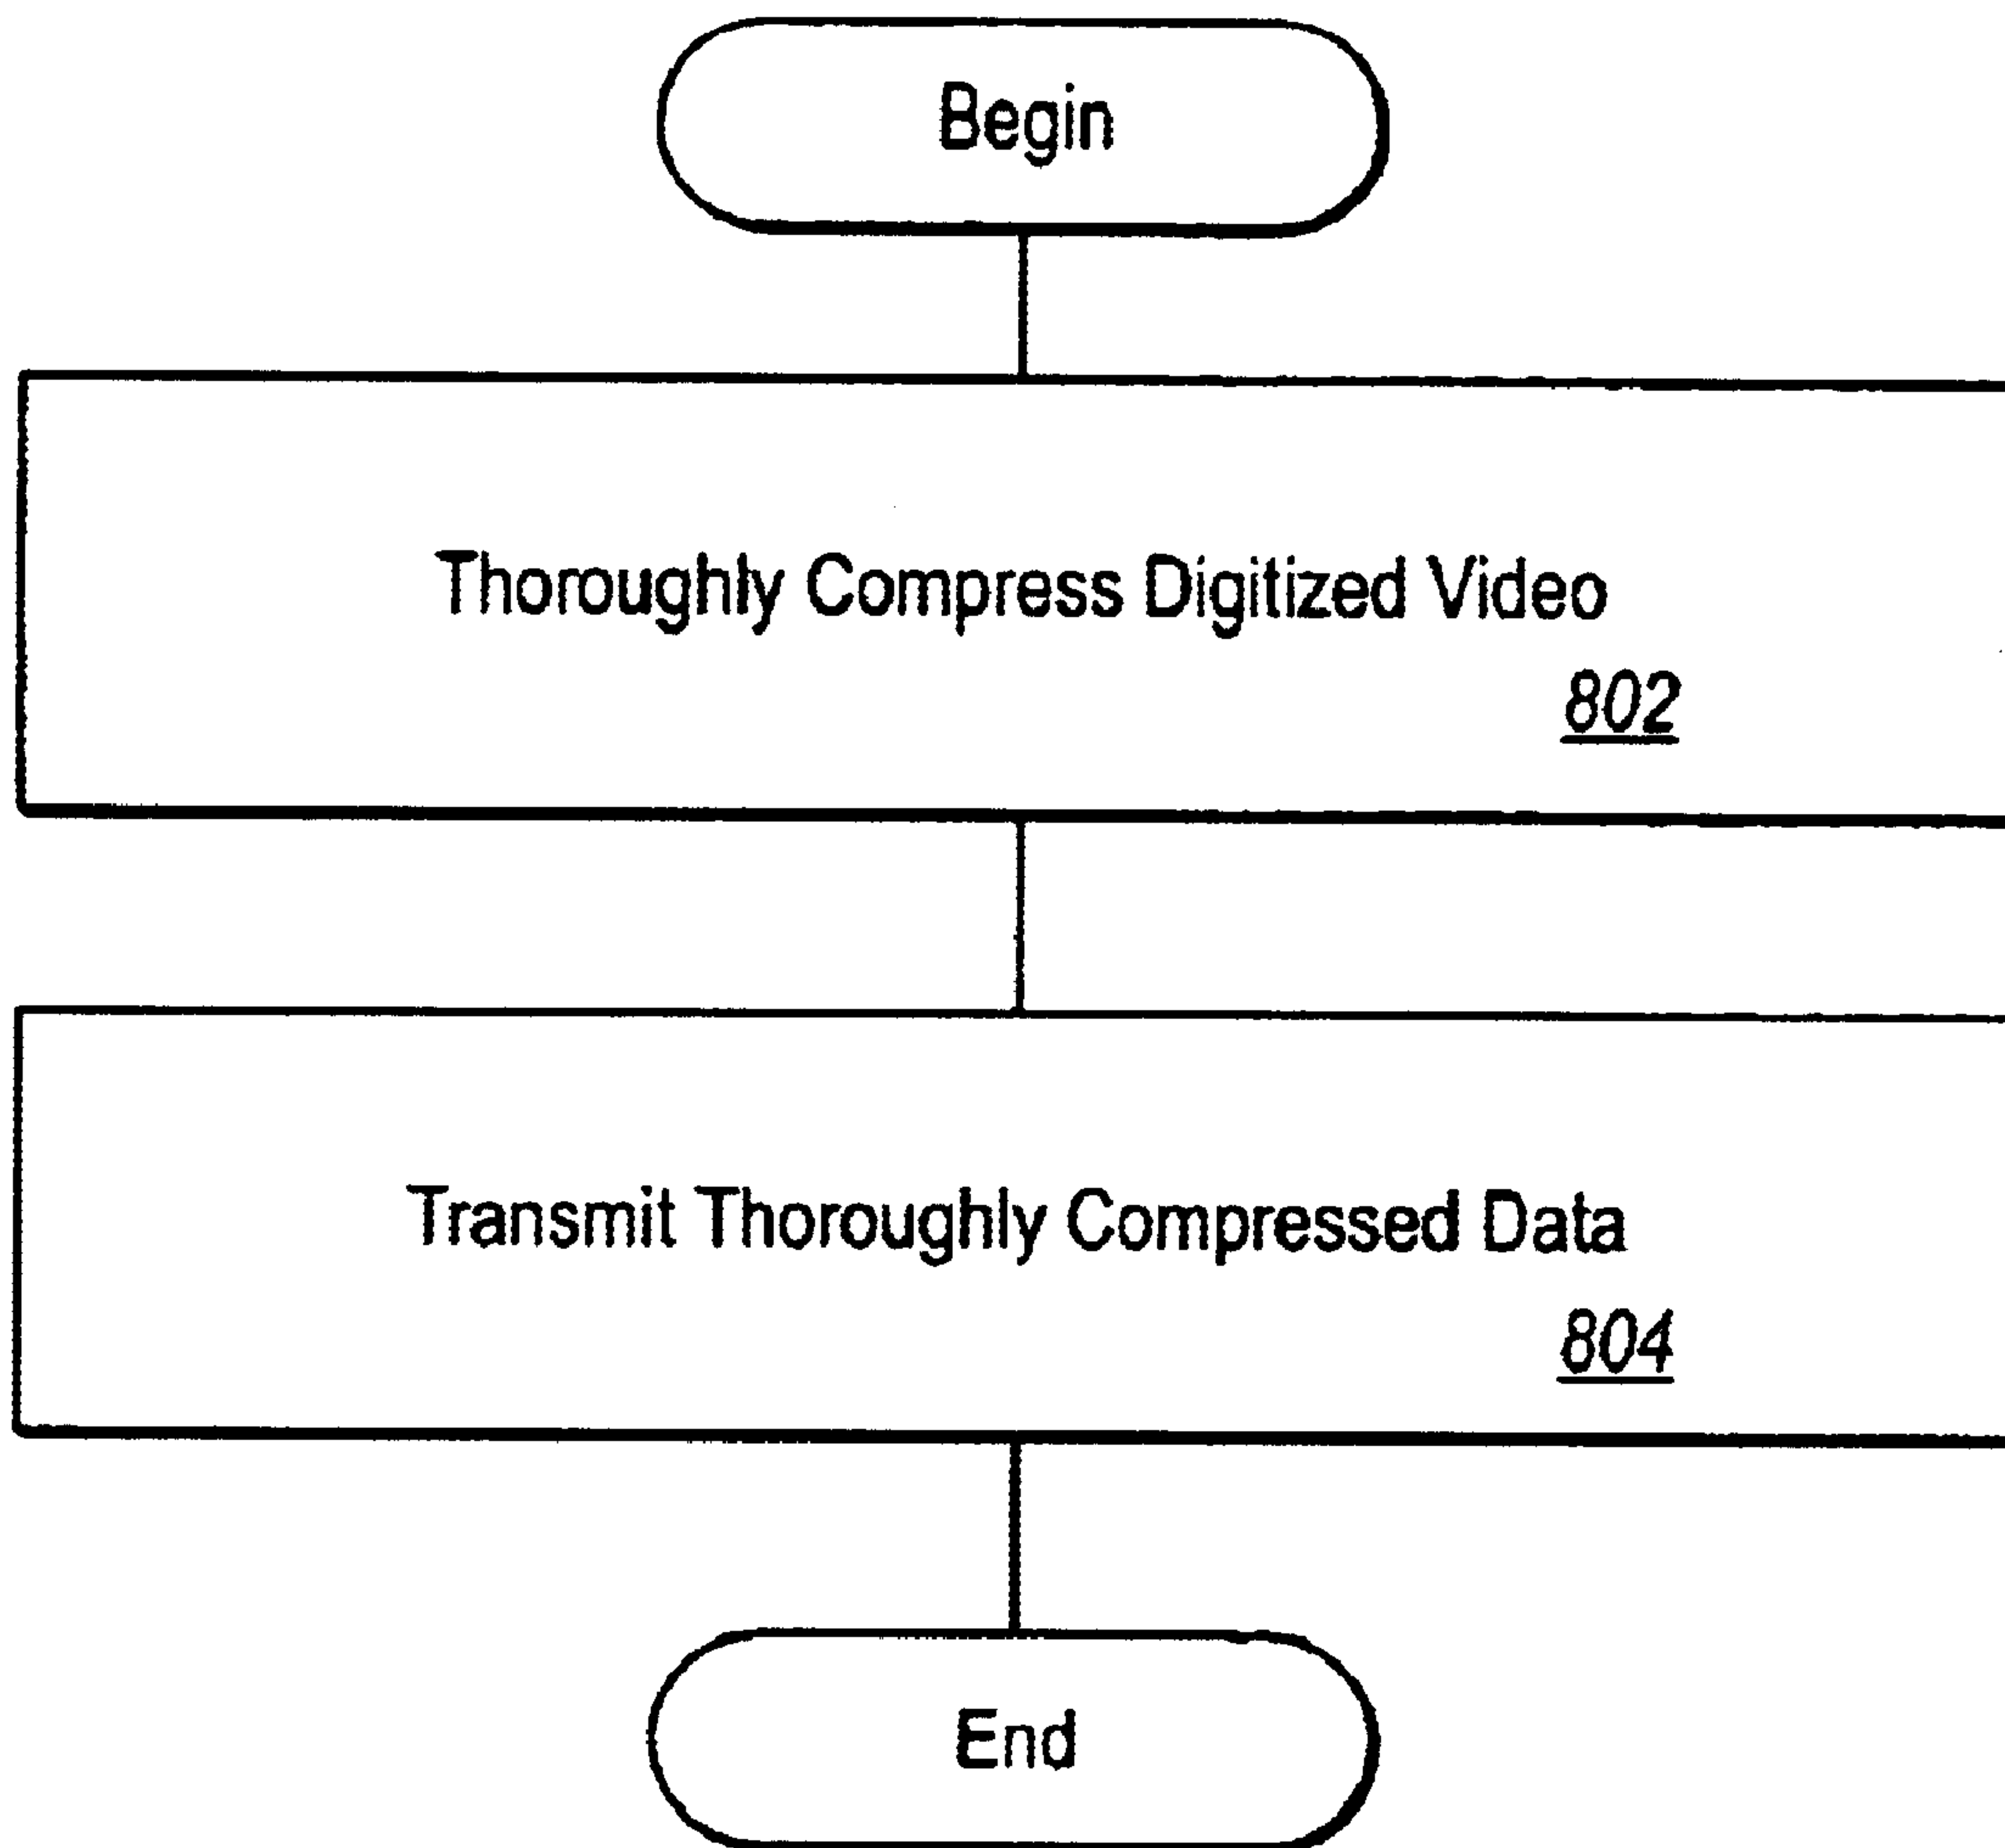 Begin
Thoroughly Compress Digitized Video
802
Transmit Thoroughly Compressed Data
804
End